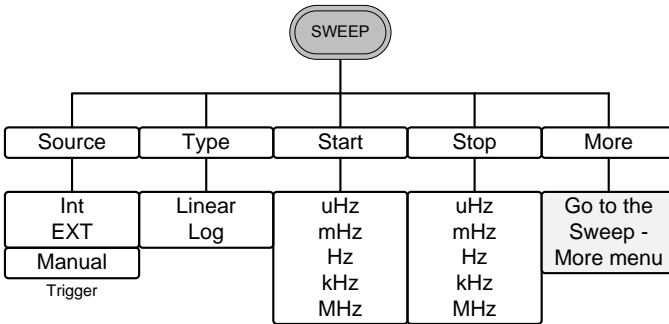 SWEEP
Source
Type
Start
Stop
More
Int
EXT
Manual
Trigger
Linear
Log
uHz
mHz
Hz
kHz
MHz
uHz
mHz
Hz
kHz
MHz
Go to the
Sweep -
More menu